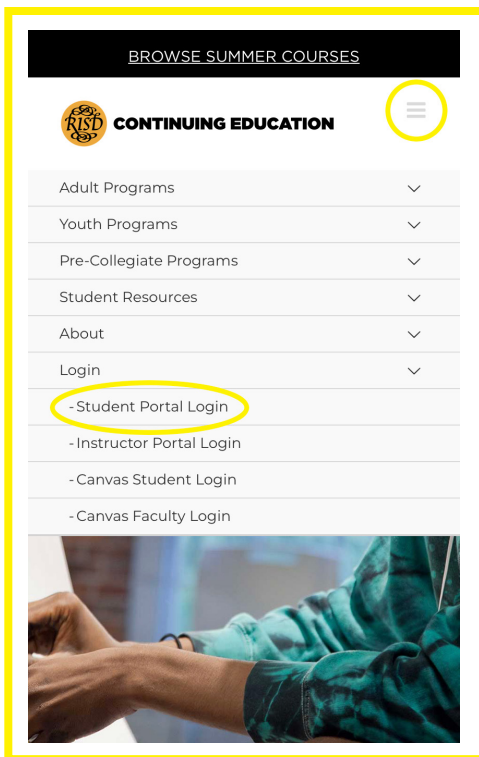 BROWSE SUMMER COURSES
RISD CONTINUING EDUCATION
Adult Programs
Youth Programs
Pre-Collegiate Programs
Student Resources
About
Login
- Student Portal Login
- Instructor Portal Login
- Canvas Student Login
- Canvas Faculty Login